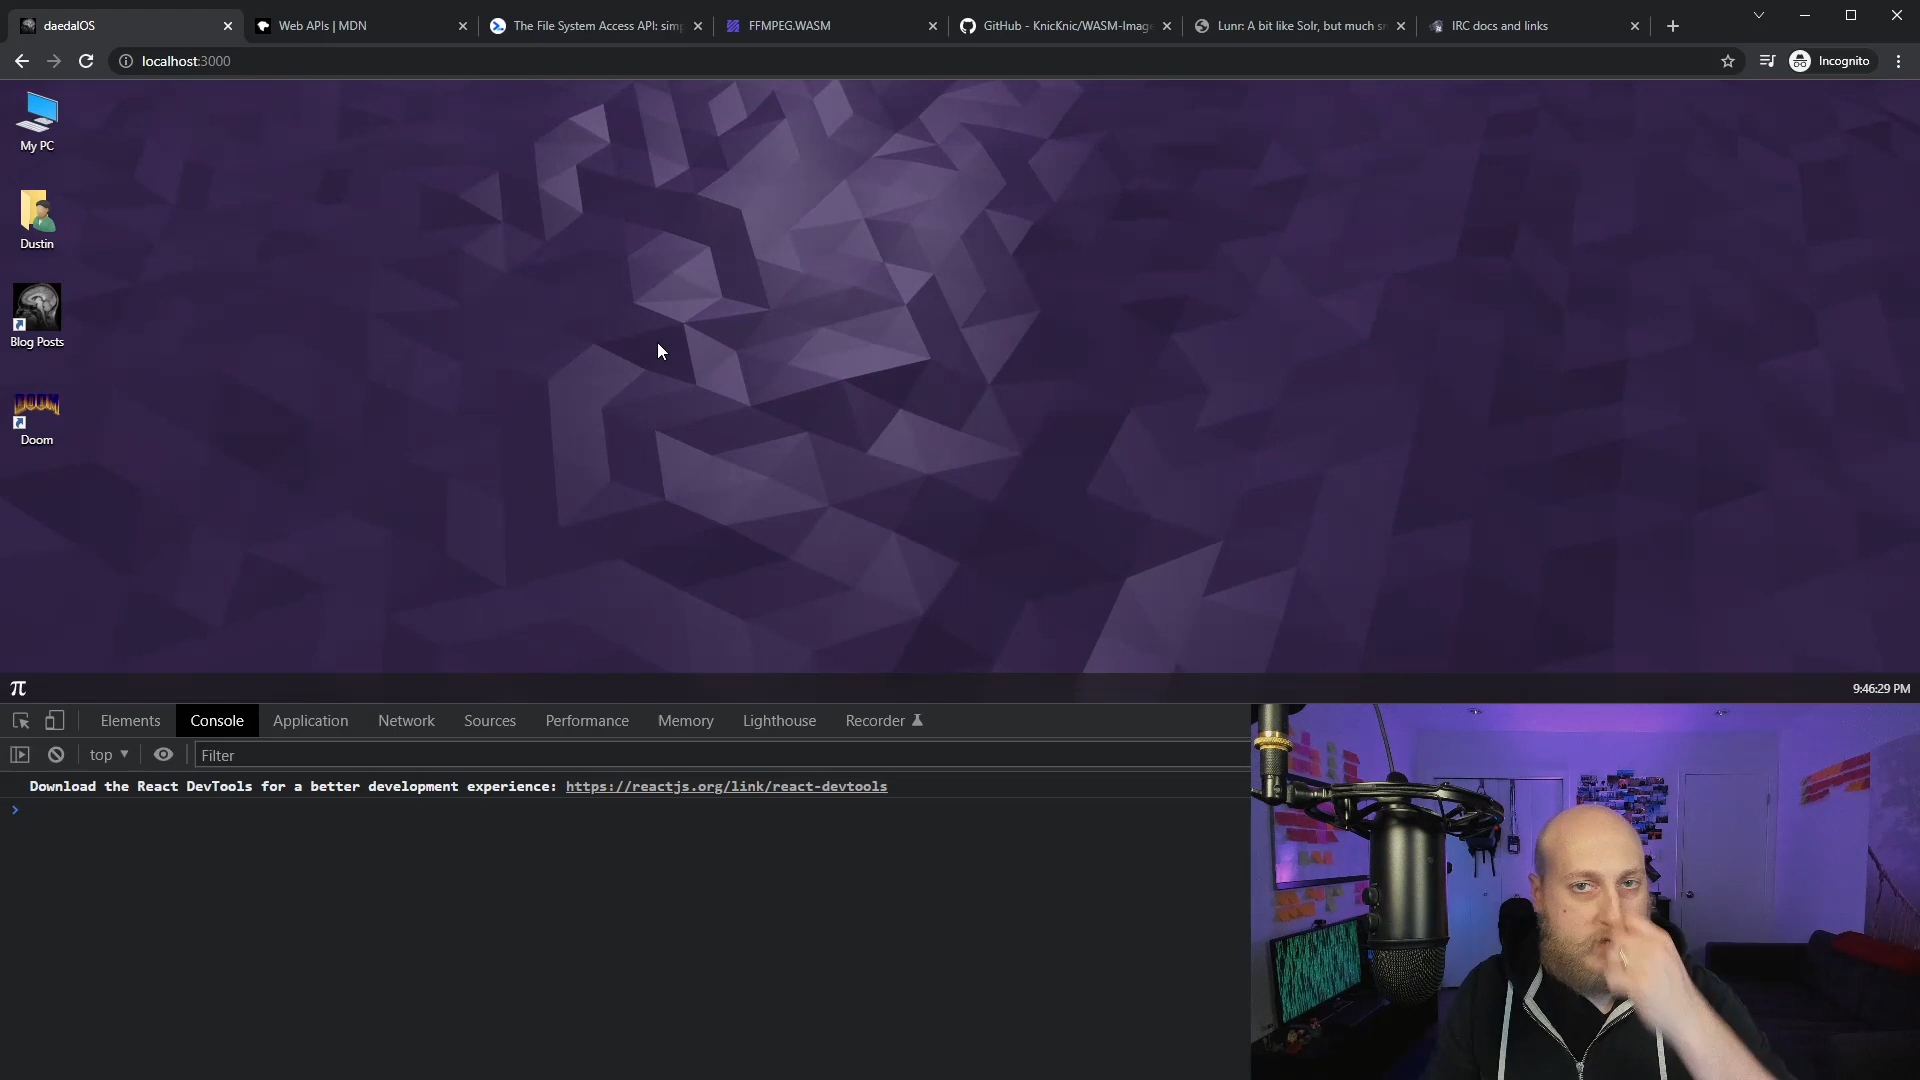 daedalOS
Web APIs | MDN
The File System Access API: simp
FFMPEG.WASM
GitHub - KnicKnic/WASM-Image
Lunr: A bit like Solr, but much sm
IRC docs and links
localhost:3000
Incognito
My PC
Dustin
Blog Posts
DOOM
Doom
π
9:46:29 PM
Elements
Console
Application
Network
Sources
Performance
Memory
Lighthouse
Recorder
top
Filter
Download the React DevTools for a better development experience: https://reactjs.org/link/react-devtools